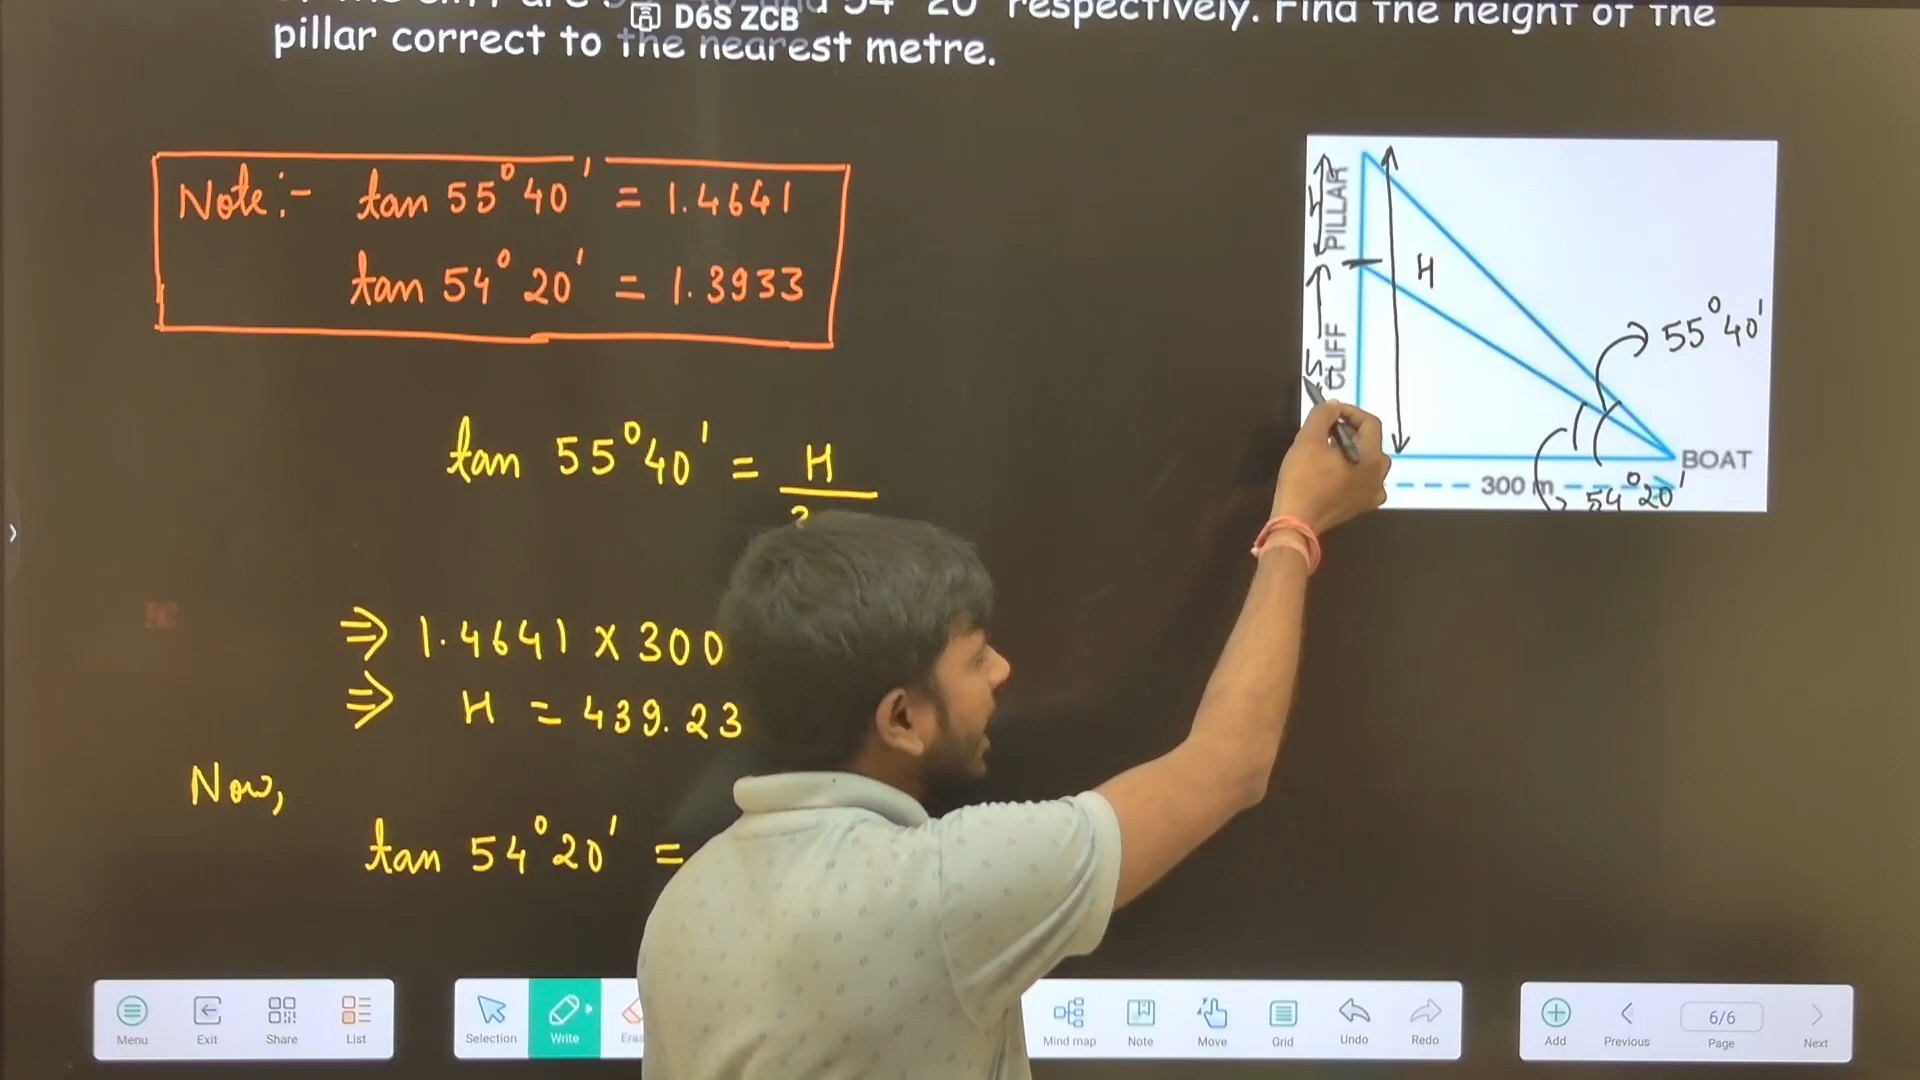 respectively. Find the height of the
D6S ZCB
pillar correct to the nearest metre.
Note:- tan 55°40' = 1.4641
tan 54°20' = 1.3933
PILLAR
CLIFF
H
55°40'
BOAT
300 m
54°20'
tan 55°40' = H
⇒ 1.4641 × 300
⇒ H = 439.23
Now,
tan 54°20' =
Menu
Exit
Share
List
Selection
Write
Mind map
Note
Move
Grid
Undo
Redo
Add
Previous
6/6
Page
Next